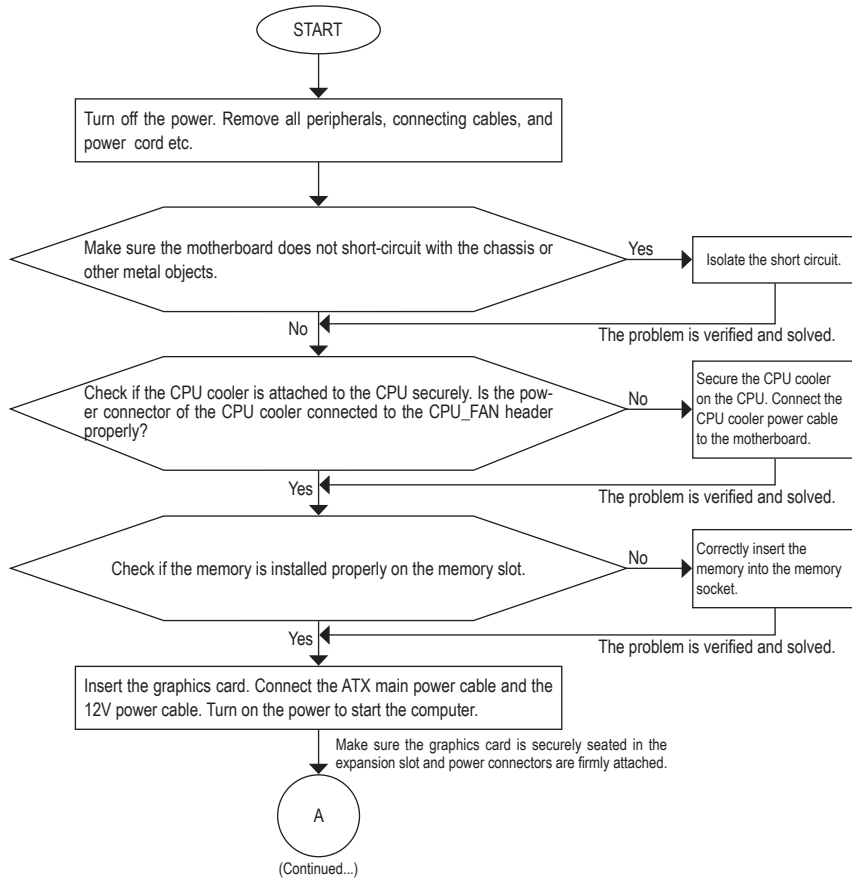 START
Turn off the power. Remove all peripherals, connecting cables, and
power cord etc.
Make sure the motherboard does not short-circuit with the chassis or
other metal objects.
Yes
Isolate the short circuit.
No
The problem is verified and solved.
Check if the CPU cooler is attached to the CPU securely. Is the pow-
er connector of the CPU cooler connected to the CPU_FAN header
properly?
No
Secure the CPU cooler
on the CPU. Connect the
CPU cooler power cable
to the motherboard.
Yes
The problem is verified and solved.
Check if the memory is installed properly on the memory slot.
No
Correctly insert the
memory into the memory
socket.
Yes
The problem is verified and solved.
Insert the graphics card. Connect the ATX main power cable and the
12V power cable. Turn on the power to start the computer.
Make sure the graphics card is securely seated in the
expansion slot and power connectors are firmly attached.
A
(Continued...)